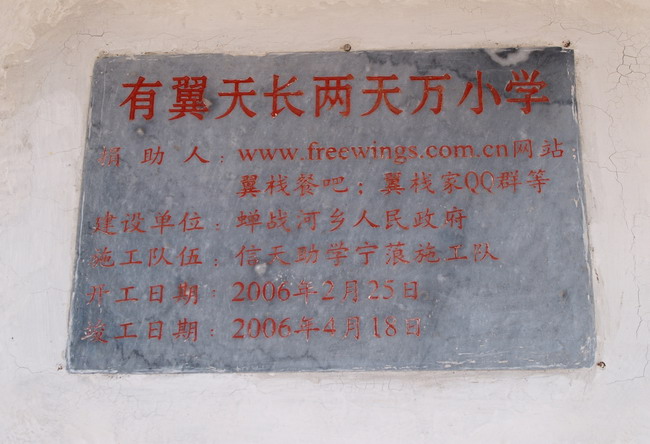 有翼天长两天万小学
捐助人：www.freewings.com.cn网站
翼栈餐吧；翼栈家QQ群等
建设单位：蝉战河乡人民政府
施工队伍：信天助学宁蒗施工队
开工日期：2006年2月25日
竣工日期：2006年4月18日